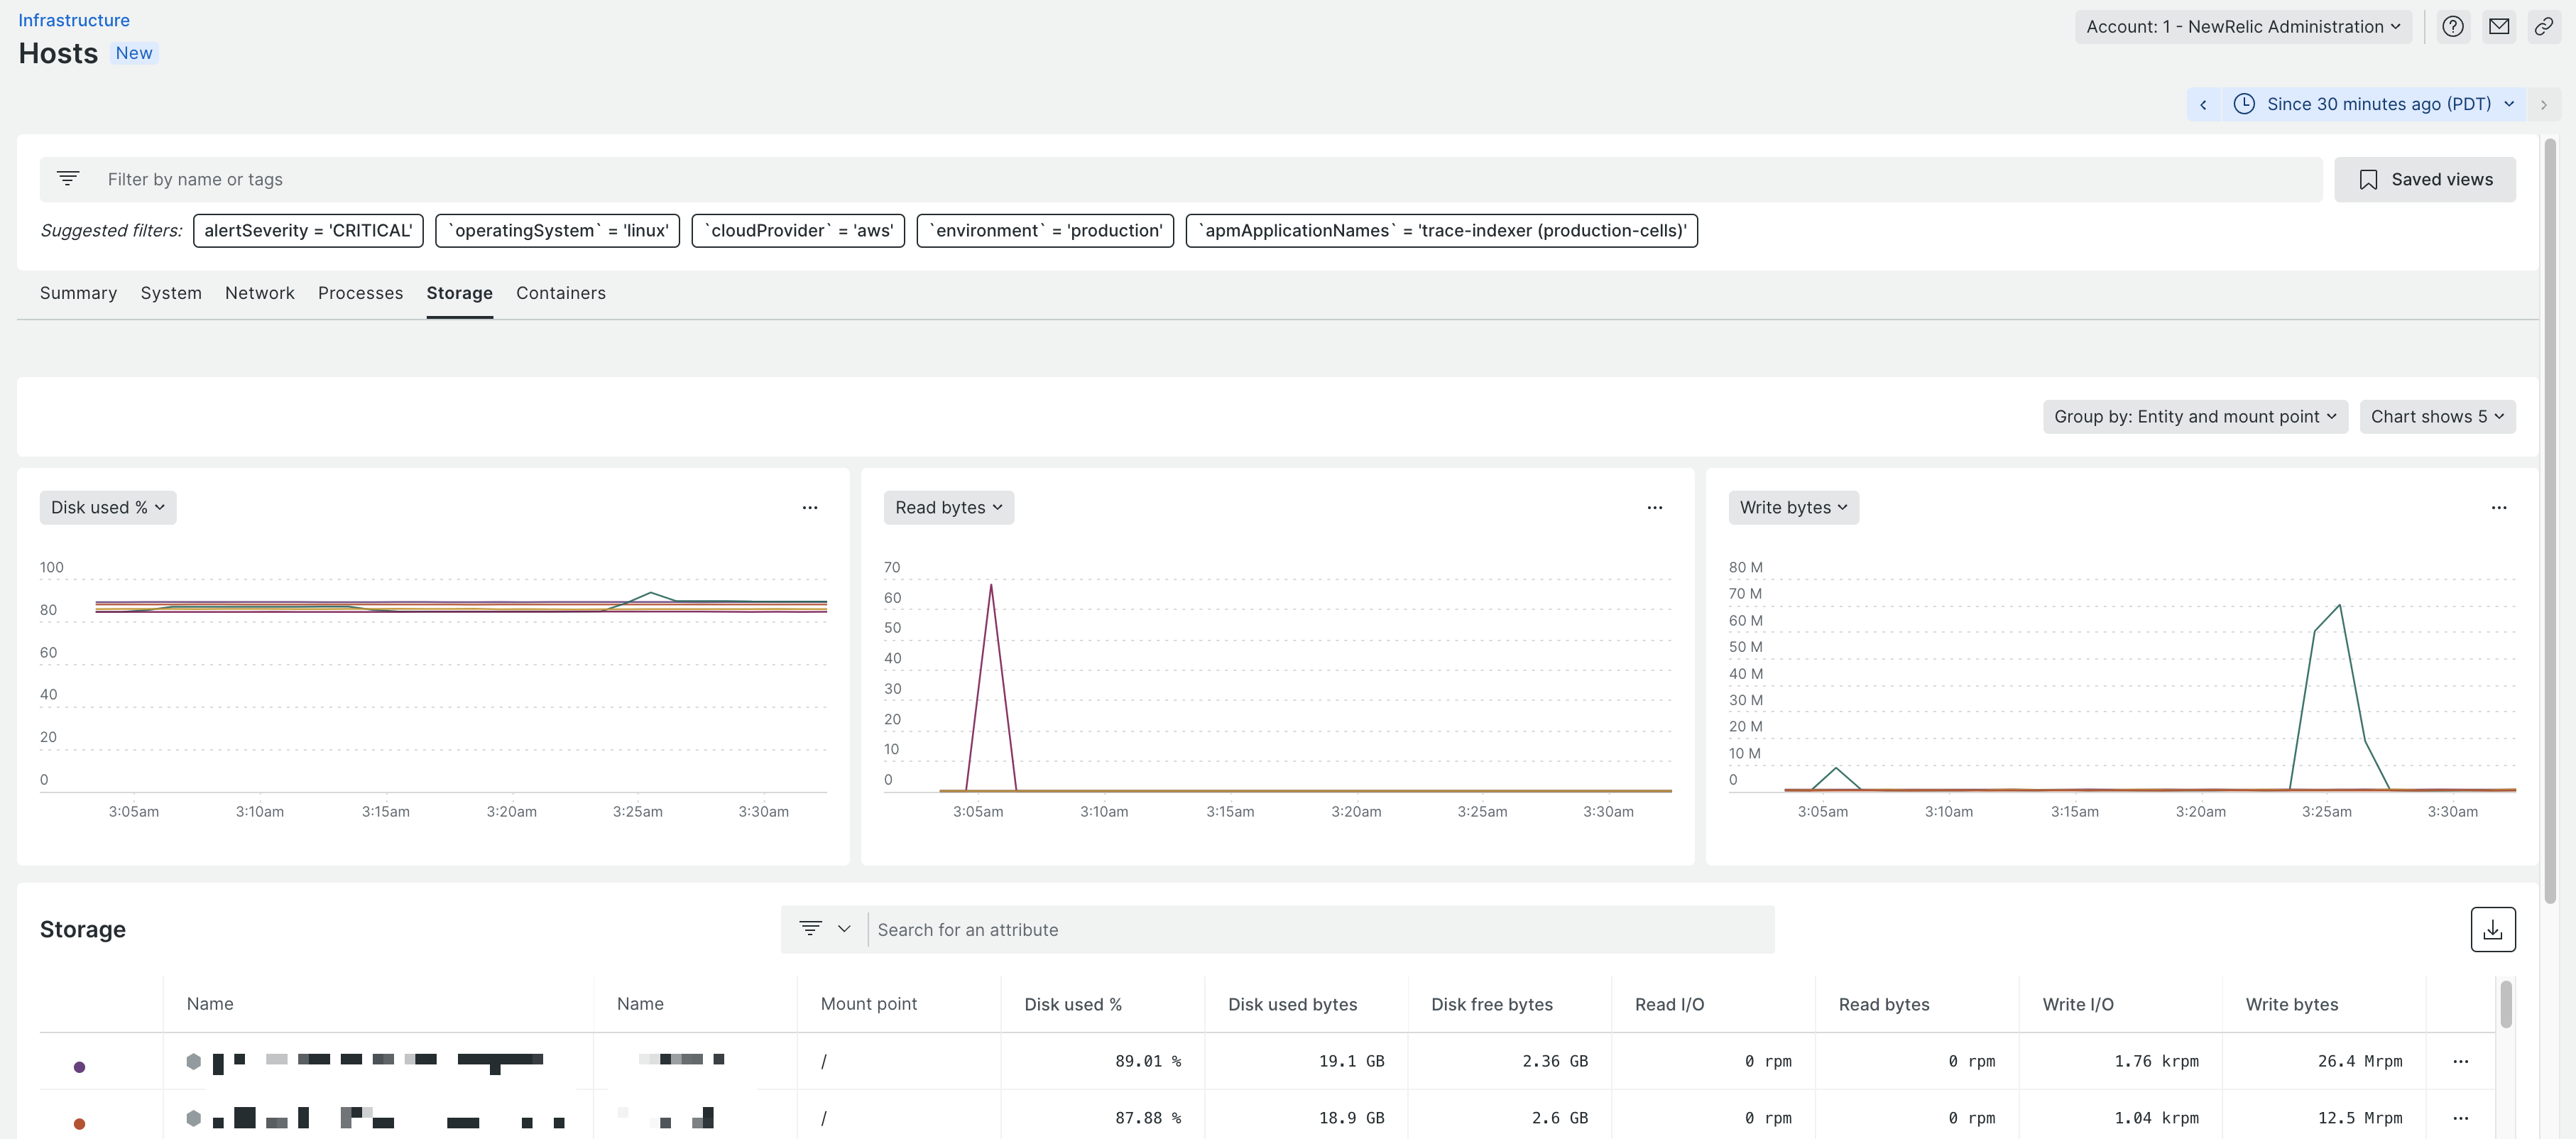 Infrastructure
Hosts New
Account: 1 - NewRelic Administration
Since 30 minutes ago (PDT)
Filter by name or tags
Saved views
Suggested filters: alertSeverity = 'CRITICAL' `operatingSystem` = 'linux' `cloudProvider` = 'aws' `environment` = 'production' `apmApplicationNames` = 'trace-indexer (production-cells)'
Summary System Network Processes Storage Containers
Group by: Entity and mount point Chart shows 5
Disk used % ...
100
80
60
40
20
0
3:05am 3:10am 3:15am 3:20am 3:25am 3:30am
Read bytes ...
70
60
50
40
30
20
10
0
3:05am 3:10am 3:15am 3:20am 3:25am 3:30am
Write bytes ...
80 M
70 M
60 M
50 M
40 M
30 M
20 M
10 M
0
3:05am 3:10am 3:15am 3:20am 3:25am 3:30am
Storage
Search for an attribute
Name Name Mount point Disk used % Disk used bytes Disk free bytes Read I/O Read bytes Write I/O Write bytes
/ 89.01 % 19.1 GB 2.36 GB 0 rpm 0 rpm 1.76 krpm 26.4 Mrpm ...
/ 87.88 % 18.9 GB 2.6 GB 0 rpm 0 rpm 1.04 krpm 12.5 Mrpm ...